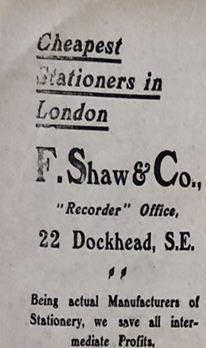 Cheapest
Stationers in
London
F. Shaw & Co.,
"Recorder" Office,
22 Dockhead, S.E.
Being actual Manufacturers of
Stationery, we save all inter-
mediate Profits.